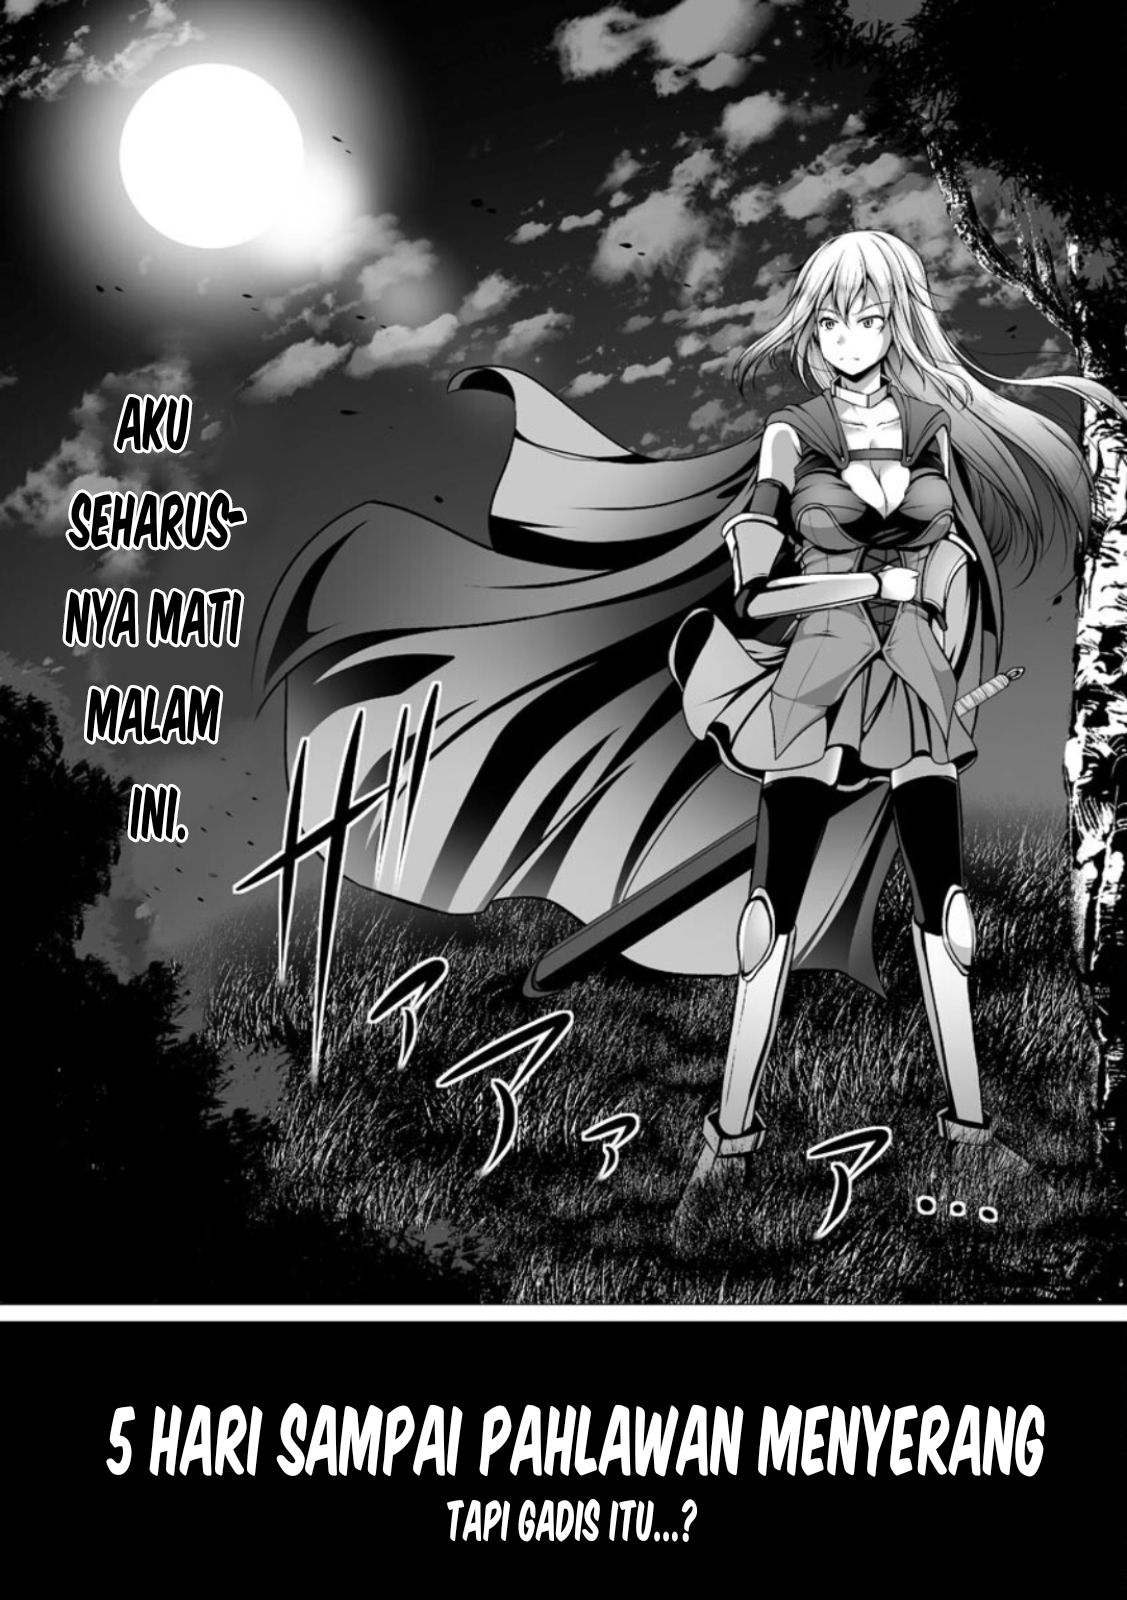 AKU
SEHARUS-
NYA MATI
MALAM
INI.
ザァァァァ...
5 HARI SAMPAI PAHLAWAN MENYERANG
TAPI GADIS ITU...?